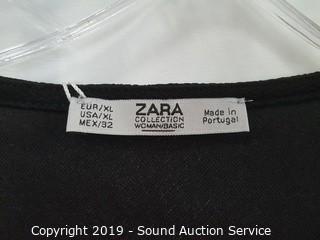 EUR/XL
USA/XL
MEX/32
ZARA
COLLECTION
WOMAN/BASIC
Made in
Portugal
Copyright 2019 - Sound Auction Service